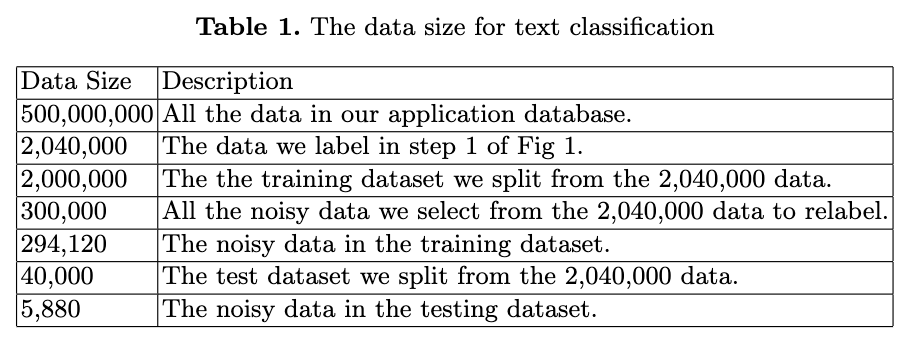 Table 1. The data size for text classification
Data Size Description
500,000,000 All the data in our application database.
2,040,000 The data we label in step 1 of Fig 1.
2,000,000 The the training dataset we split from the 2,040,000 data.
300,000 All the noisy data we select from the 2,040,000 data to relabel.
294,120 The noisy data in the training dataset.
40,000 The test dataset we split from the 2,040,000 data.
5,880 The noisy data in the testing dataset.